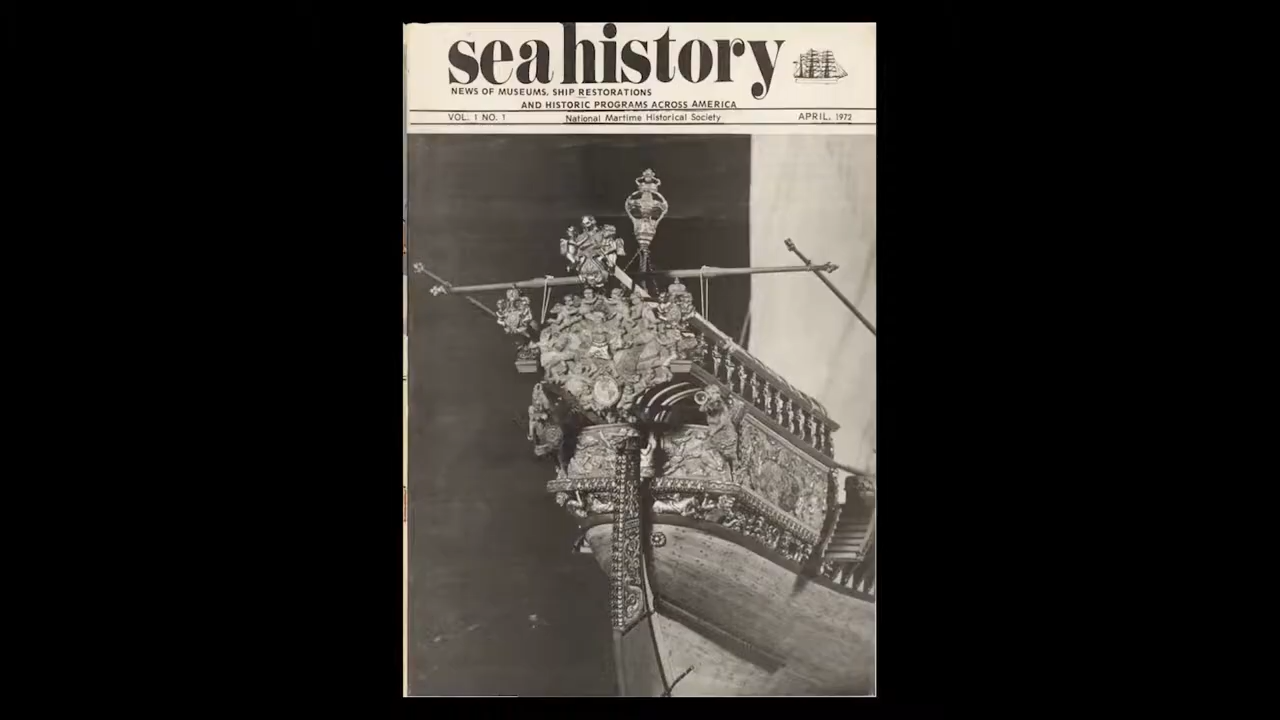 sea history
NEWS OF MUSEUMS, SHIP RESTORATIONS
AND HISTORIC PROGRAMS ACROSS AMERICA
VOL. 1 NO. 1 National Martime Historical Society APRIL, 1972